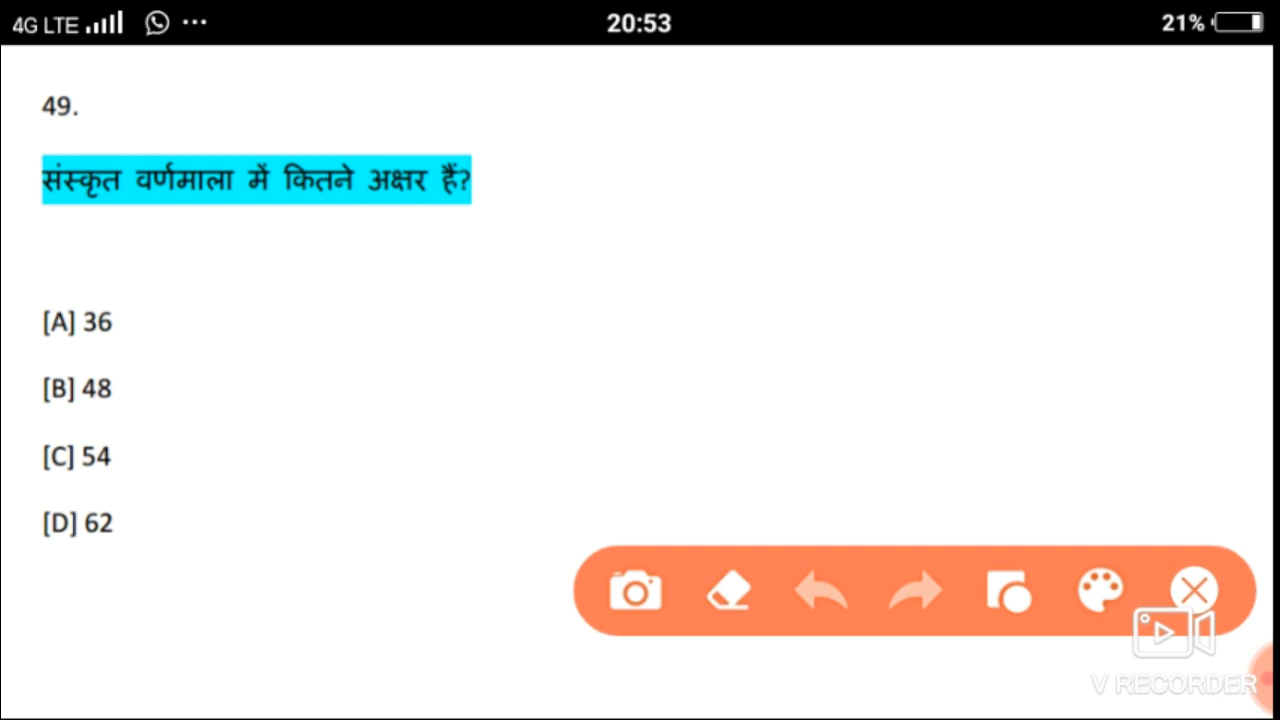 4G LTE 20:53 21%
49.
संस्कृत वर्णमाला में कितने अक्षर हैं?
[A] 36
[B] 48
[C] 54
[D] 62
V RECORDER